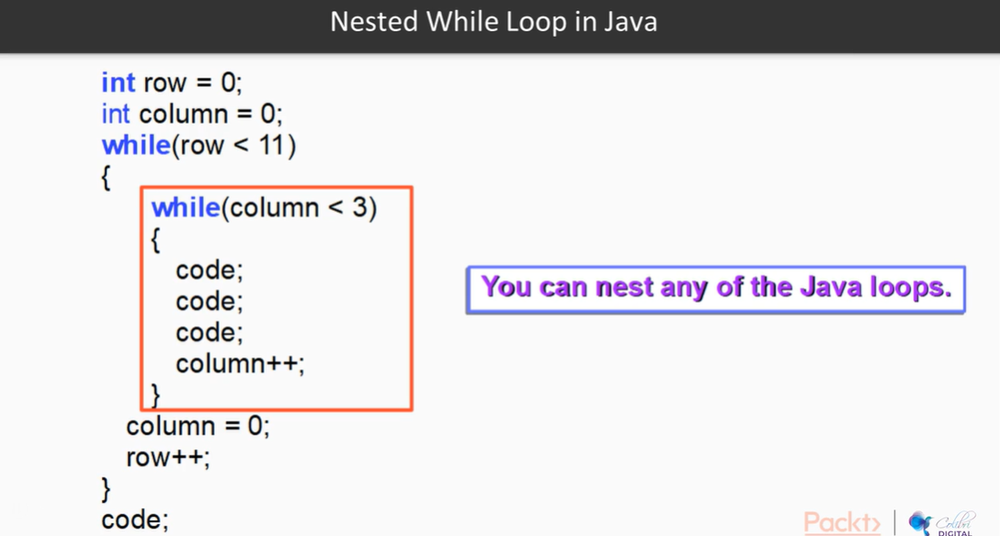 Nested While Loop in Java
int row = 0;
int column = 0;
while(row < 11)
{
while(column < 3)
{
code;
code;
code;
column++;
}
column = 0;
row++;
}
code;
You can nest any of the Java loops.
Packt>
Colibri
DIGITAL